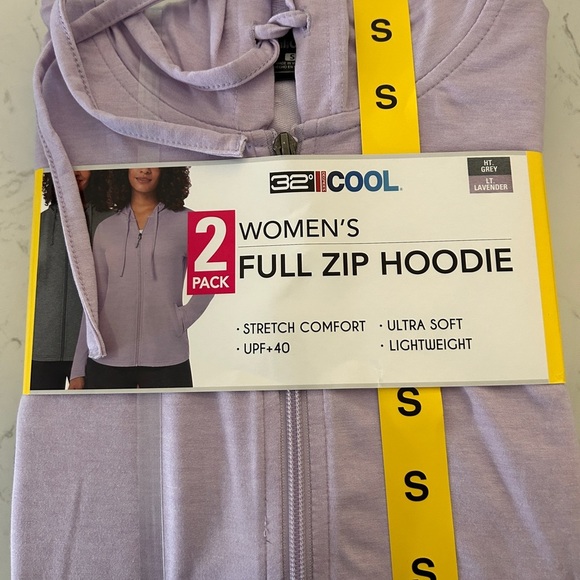 S
S
32° COOL®
HT.
GREY
LT.
LAVENDER
2
PACK
WOMEN'S
FULL ZIP HOODIE
· STRETCH COMFORT
· ULTRA SOFT
· UPF+40
· LIGHTWEIGHT
S
S
S